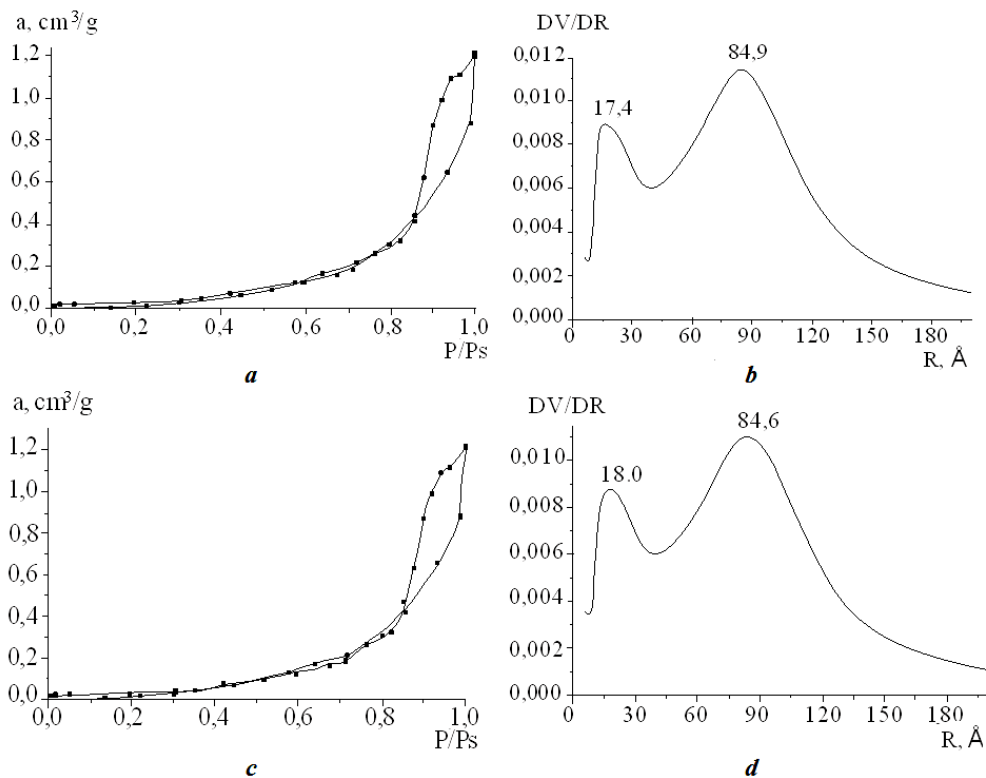 a, cm³/g
1,2
1,0
0,8
0,6
0,4
0,2
0,0
0,0 0,2 0,4 0,6 0,8 1,0
P/Ps
a
DV/DR
84,9
17,4
0,012
0,010
0,008
0,006
0,004
0,002
0,000
0 30 60 90 120 150 180
R, Å
b
a, cm³/g
1,2
1,0
0,8
0,6
0,4
0,2
0,0
0,0 0,2 0,4 0,6 0,8 1,0
P/Ps
c
DV/DR
84,6
18.0
0,010
0,008
0,006
0,004
0,002
0,000
0 30 60 90 120 150 180
R, Å
d